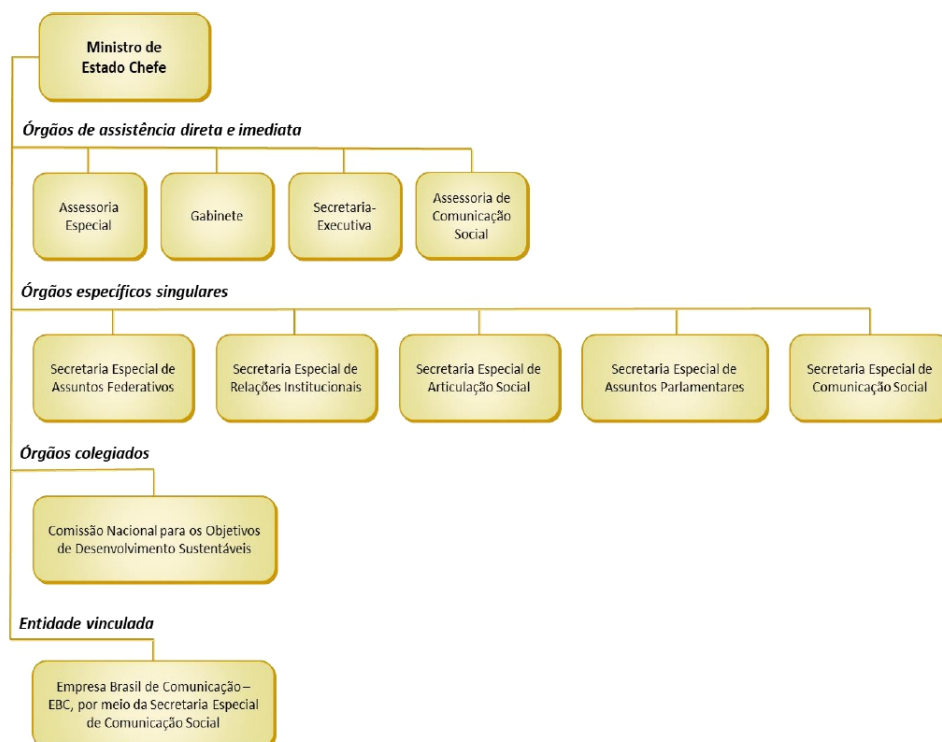 Ministro de
Estado Chefe
Órgãos de assistência direta e imediata
Assessoria
Especial
Gabinete
Secretaria-
Executiva
Assessoria de
Comunicação
Social
Órgãos específicos singulares
Secretaria Especial de
Assuntos Federativos
Secretaria Especial de
Relações Institucionais
Secretaria Especial de
Articulação Social
Secretaria Especial de
Assuntos Parlamentares
Secretaria Especial de
Comunicação Social
Órgãos colegiados
Comissão Nacional para os Objetivos
de Desenvolvimento Sustentáveis
Entidade vinculada
Empresa Brasil de Comunicação –
EBC, por meio da Secretaria Especial
de Comunicação Social